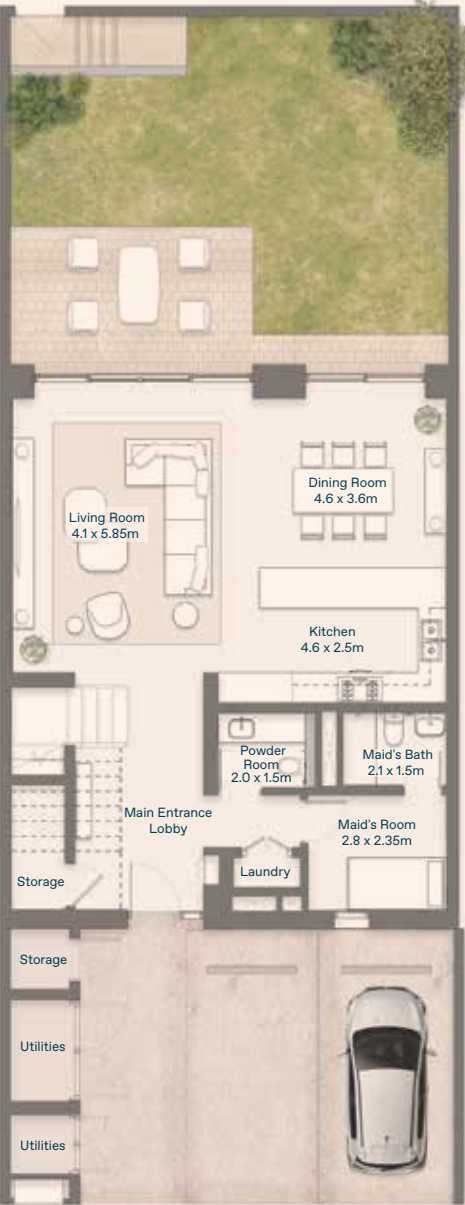 Dining Room
4.6 x 3.6m
Living Room
4.1 x 5.85m
Kitchen
4.6 x 2.5m
Powder
Room
2.0 x 1.5m
Maid's Bath
2.1 x 1.5m
Main Entrance
Lobby
Maid's Room
2.8 x 2.35m
Laundry
Storage
Storage
Utilities
Utilities